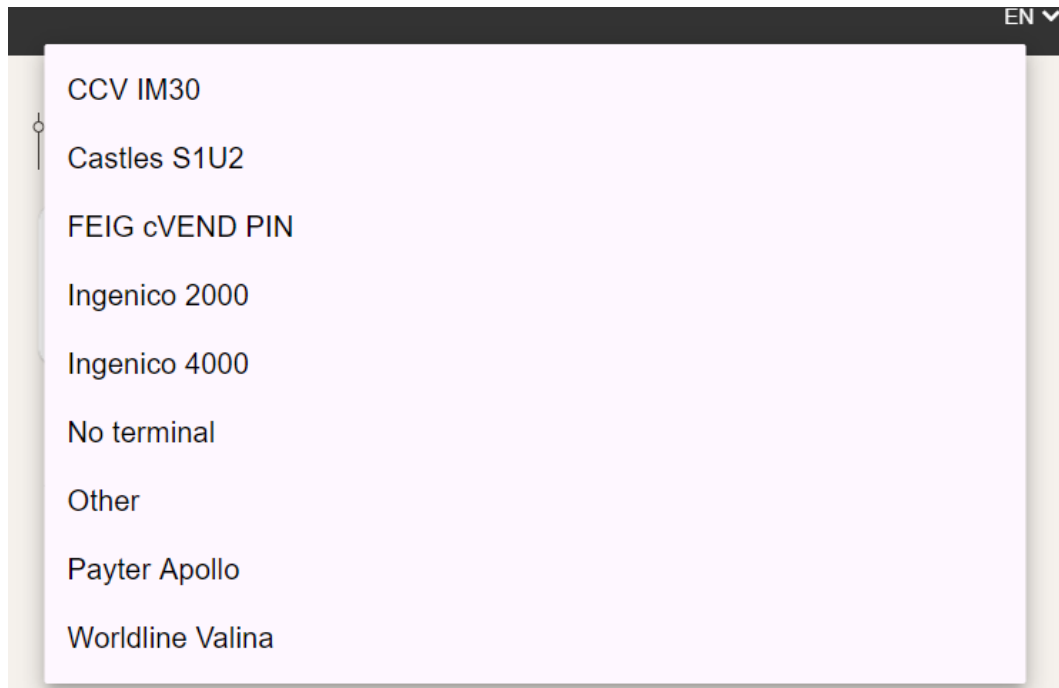 EN
CCV IM30
Castles S1U2
FEIG cVEND PIN
Ingenico 2000
Ingenico 4000
No terminal
Other
Payter Apollo
Worldline Valina